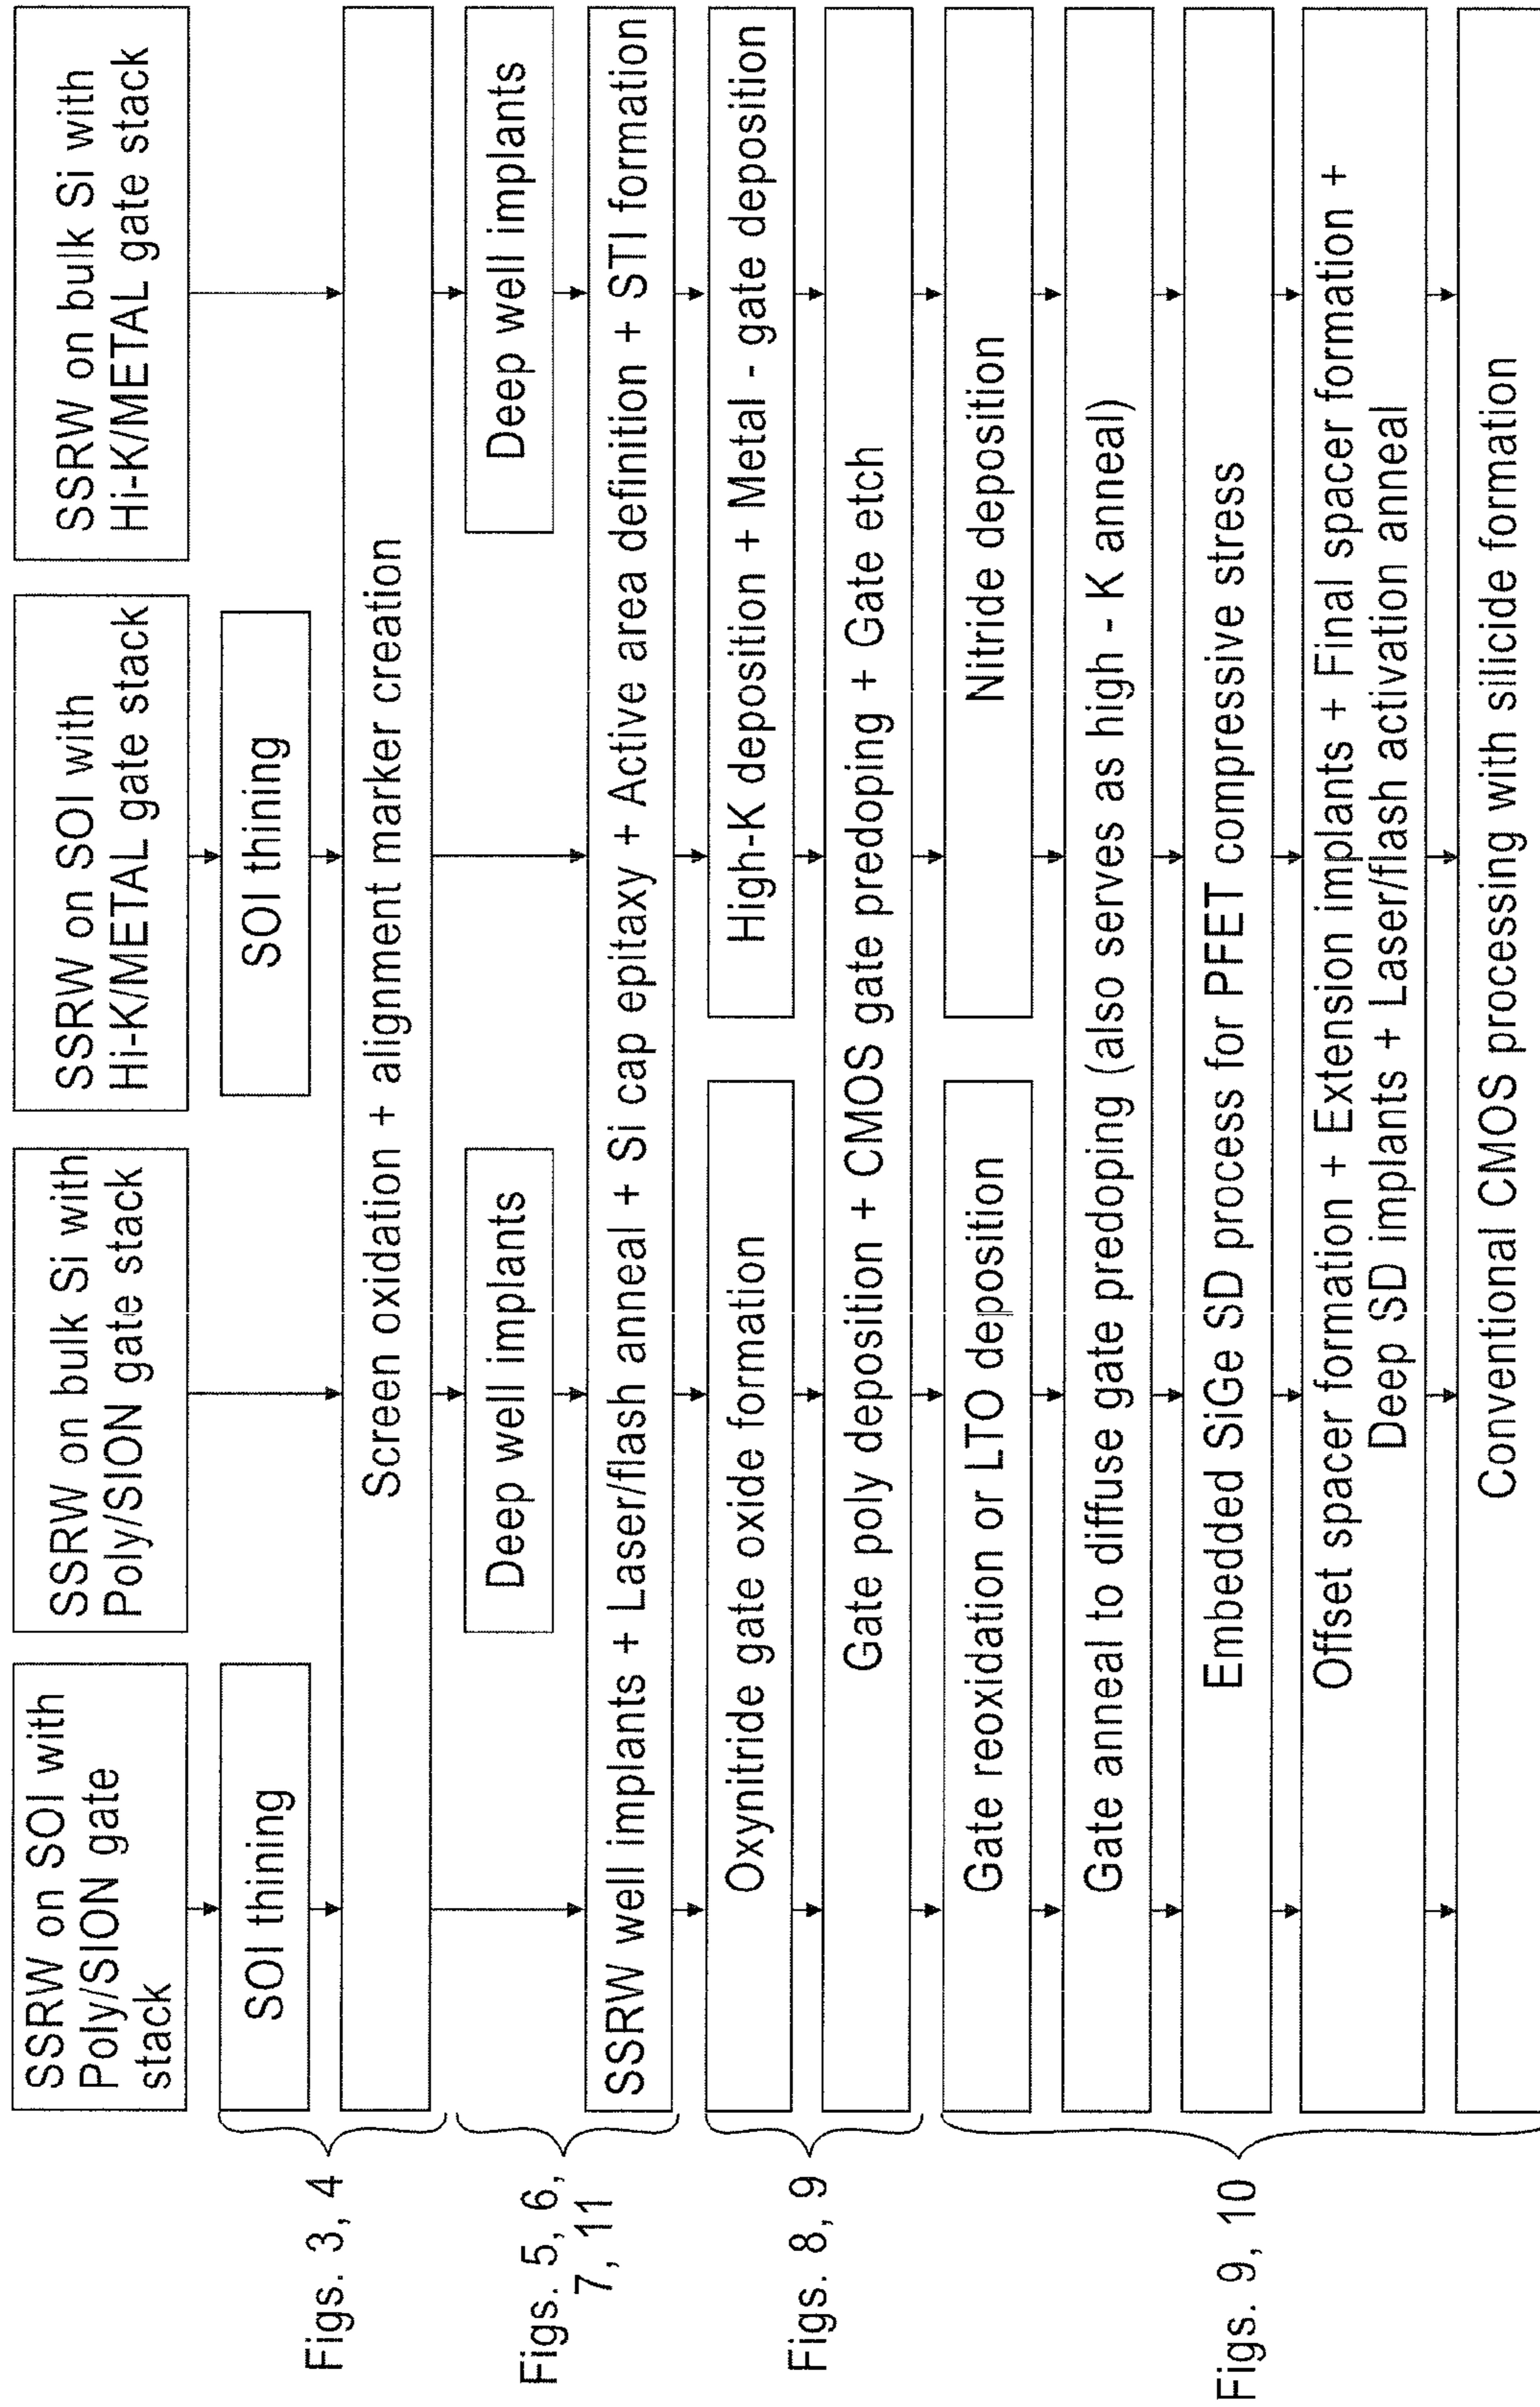 SSRW on SOI with
Poly/SION gate
stack
SSRW on bulk Si with
Poly/SION gate stack
SSRW on SOI with
Hi-K/METAL gate stack
SSRW on bulk Si with
Hi-K/METAL gate stack
Figs. 3, 4
SOI thining
SOI thining
Screen oxidation + alignment marker creation
Figs. 5, 6,
7, 11
Deep well implants
Deep well implants
SSRW well implants + Laser/flash anneal + Si cap epitaxy + Active area definition + STI formation
Figs. 8, 9
Oxynitride gate oxide formation
High-K deposition + Metal - gate deposition
Gate poly deposition + CMOS gate predoping + Gate etch
Figs. 9, 10
Gate reoxidation or LTO deposition
Nitride deposition
Gate anneal to diffuse gate predoping (also serves as high - K anneal)
Embedded SiGe SD process for PFET compressive stress
Offset spacer formation + Extension implants + Final spacer formation +
Deep SD implants + Laser/flash activation anneal
Conventional CMOS processing with silicide formation